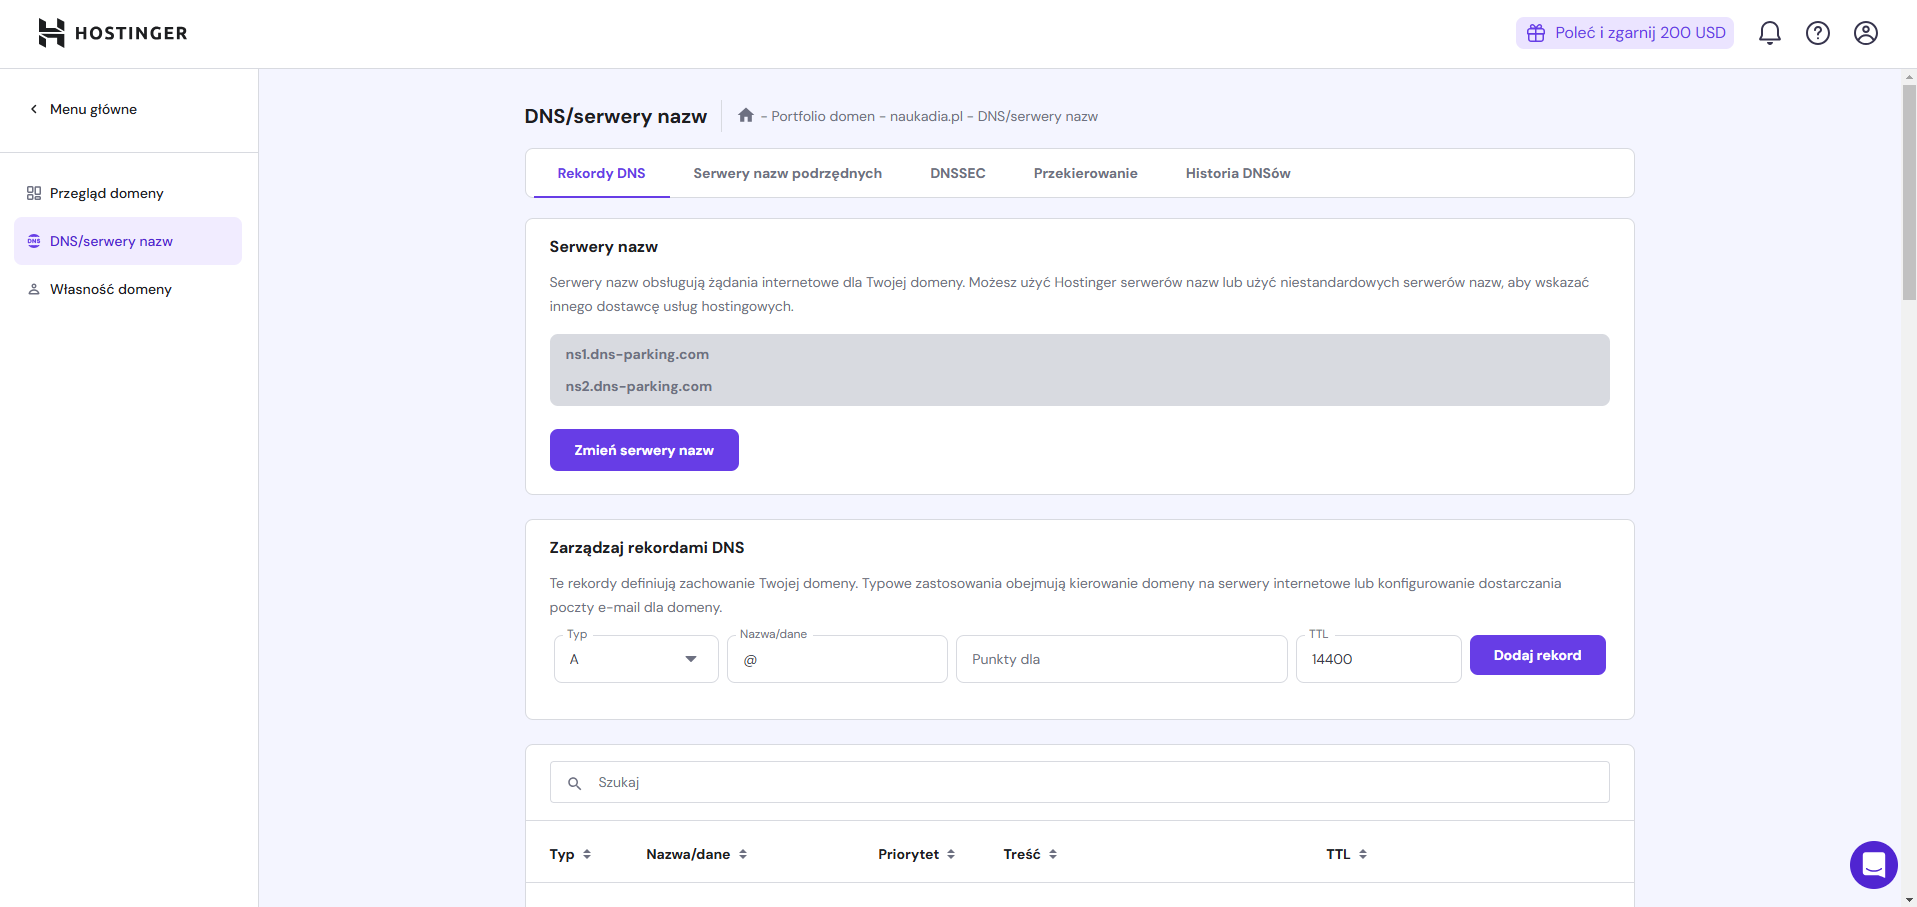 HOSTINGER
Poleć i zgarnij 200 USD
Menu główne
Przegląd domeny
DNS
DNS/serwery nazw
Własność domeny
DNS/serwery nazw
- Portfolio domen - naukadia.pl - DNS/serwery nazw
Rekordy DNS
Serwery nazw podrzędnych
DNSSEC
Przekierowanie
Historia DNSów
Serwery nazw
Serwery nazw obsługują żądania internetowe dla Twojej domeny. Możesz użyć Hostinger serwerów nazw lub użyć niestandardowych serwerów nazw, aby wskazać
innego dostawcę usług hostingowych.
ns1.dns-parking.com
ns2.dns-parking.com
Zmień serwery nazw
Zarządzaj rekordami DNS
Te rekordy definiują zachowanie Twojej domeny. Typowe zastosowania obejmują kierowanie domeny na serwery internetowe lub konfigurowanie dostarczania
poczty e-mail dla domeny.
Typ
A
Nazwa/dane
@
Punkty dla
TTL
14400
Dodaj rekord
Szukaj
Typ
Nazwa/dane
Priorytet
Treść
TTL